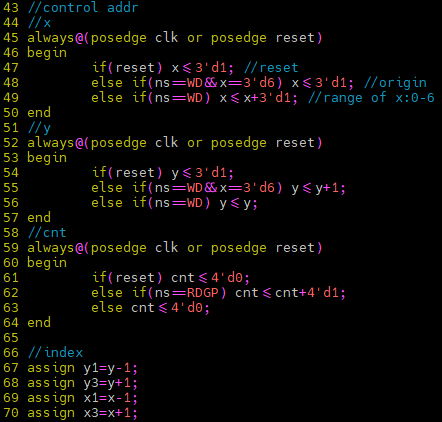 43 //control addr
44 //x
45 always@(posedge clk or posedge reset)
46 begin
47 if(reset) x<=3'd1; //reset
48 else if(ns==WD&&x==3'd6) x<=3'd1; //origin
49 else if(ns==WD) x<=x+3'd1; //range of x:0-6
50 end
51 //y
52 always@(posedge clk or posedge reset)
53 begin
54 if(reset) y<=3'd1;
55 else if(ns==WD&&x==3'd6) y<=y+1;
56 else if(ns==WD) y<=y;
57 end
58 //cnt
59 always@(posedge clk or posedge reset)
60 begin
61 if(reset) cnt<=4'd0;
62 else if(ns==RDGP) cnt<=cnt+4'd1;
63 else cnt<=4'd0;
64 end
65
66 //index
67 assign y1=y-1;
68 assign y3=y+1;
69 assign x1=x-1;
70 assign x3=x+1;